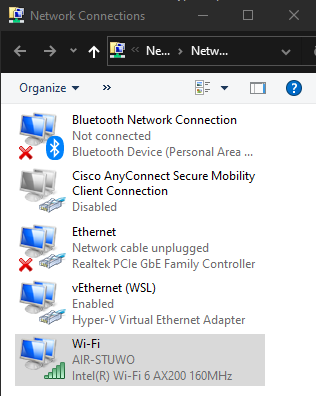 Network Connections
« Ne... › Netw...
Organize »
Bluetooth Network Connection
Not connected
Bluetooth Device (Personal Area ...
Cisco AnyConnect Secure Mobility
Client Connection
Disabled
Ethernet
Network cable unplugged
Realtek PCIe GbE Family Controller
vEthernet (WSL)
Enabled
Hyper-V Virtual Ethernet Adapter
Wi-Fi
AIR-STUWO
Intel(R) Wi-Fi 6 AX200 160MHz